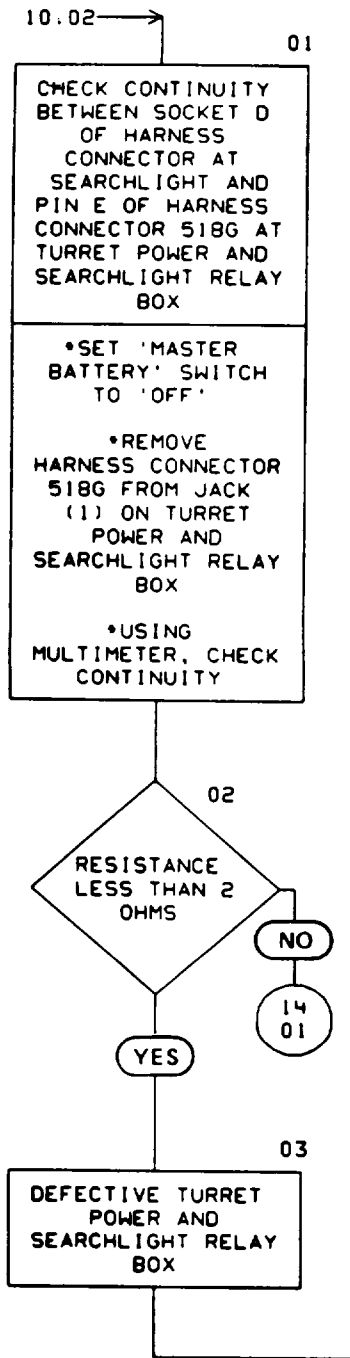 10.02
01
CHECK CONTINUITY
BETWEEN SOCKET D
OF HARNESS
CONNECTOR AT
SEARCHLIGHT AND
PIN E OF HARNESS
CONNECTOR 518G AT
TURRET POWER AND
SEARCHLIGHT RELAY
BOX
*SET 'MASTER
BATTERY' SWITCH
TO 'OFF'
*REMOVE
HARNESS CONNECTOR
518G FROM JACK
(1) ON TURRET
POWER AND
SEARCHLIGHT RELAY
BOX
*USING
MULTIMETER, CHECK
CONTINUITY
02
RESISTANCE
LESS THAN 2
OHMS
NO
14
01
YES
03
DEFECTIVE TURRET
POWER AND
SEARCHLIGHT RELAY
BOX